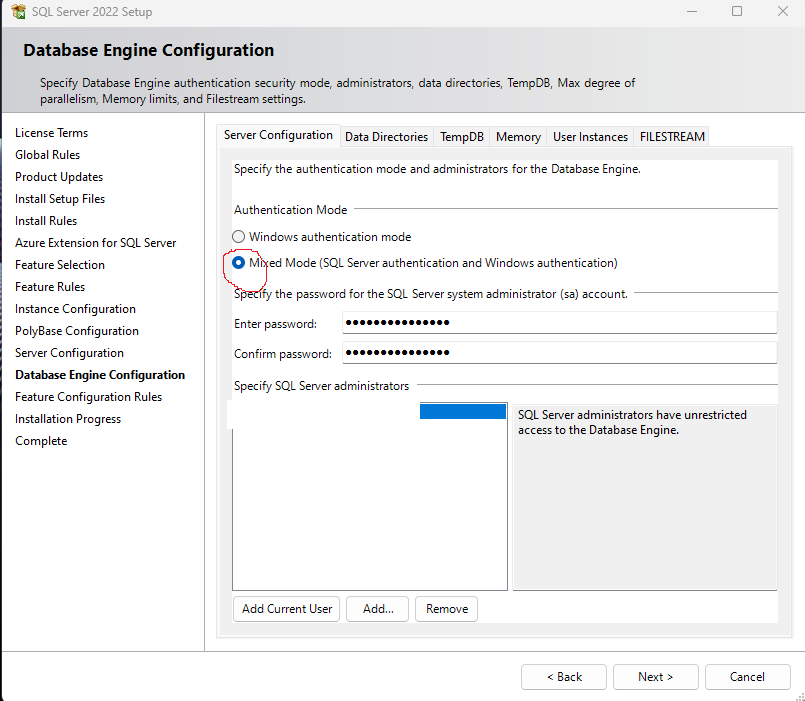 SQL Server 2022 Setup
Database Engine Configuration
Specify Database Engine authentication security mode, administrators, data directories, TempDB, Max degree of
parallelism, Memory limits, and Filestream settings.
License Terms
Global Rules
Product Updates
Install Setup Files
Install Rules
Azure Extension for SQL Server
Feature Selection
Feature Rules
Instance Configuration
PolyBase Configuration
Server Configuration
Database Engine Configuration
Feature Configuration Rules
Installation Progress
Complete
Server Configuration Data Directories TempDB Memory User Instances FILESTREAM
Specify the authentication mode and administrators for the Database Engine.
Authentication Mode
Windows authentication mode
Mixed Mode (SQL Server authentication and Windows authentication)
Specify the password for the SQL Server system administrator (sa) account.
Enter password: ●●●●●●●●●●●●●●●
Confirm password: ●●●●●●●●●●●●●●●
Specify SQL Server administrators
SQL Server administrators have unrestricted
access to the Database Engine.
Add Current User Add... Remove
< Back Next > Cancel